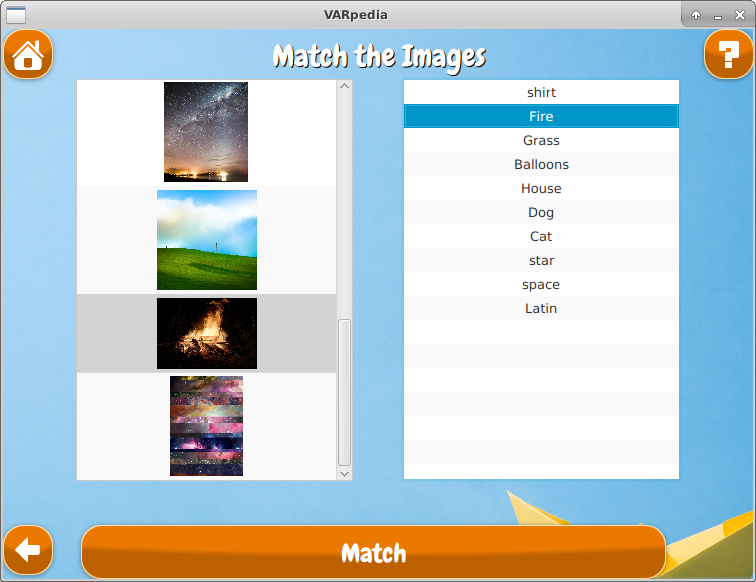 VARpedia
Match the Images
?
shirt
Fire
Grass
Balloons
House
Dog
Cat
star
space
Latin
Match